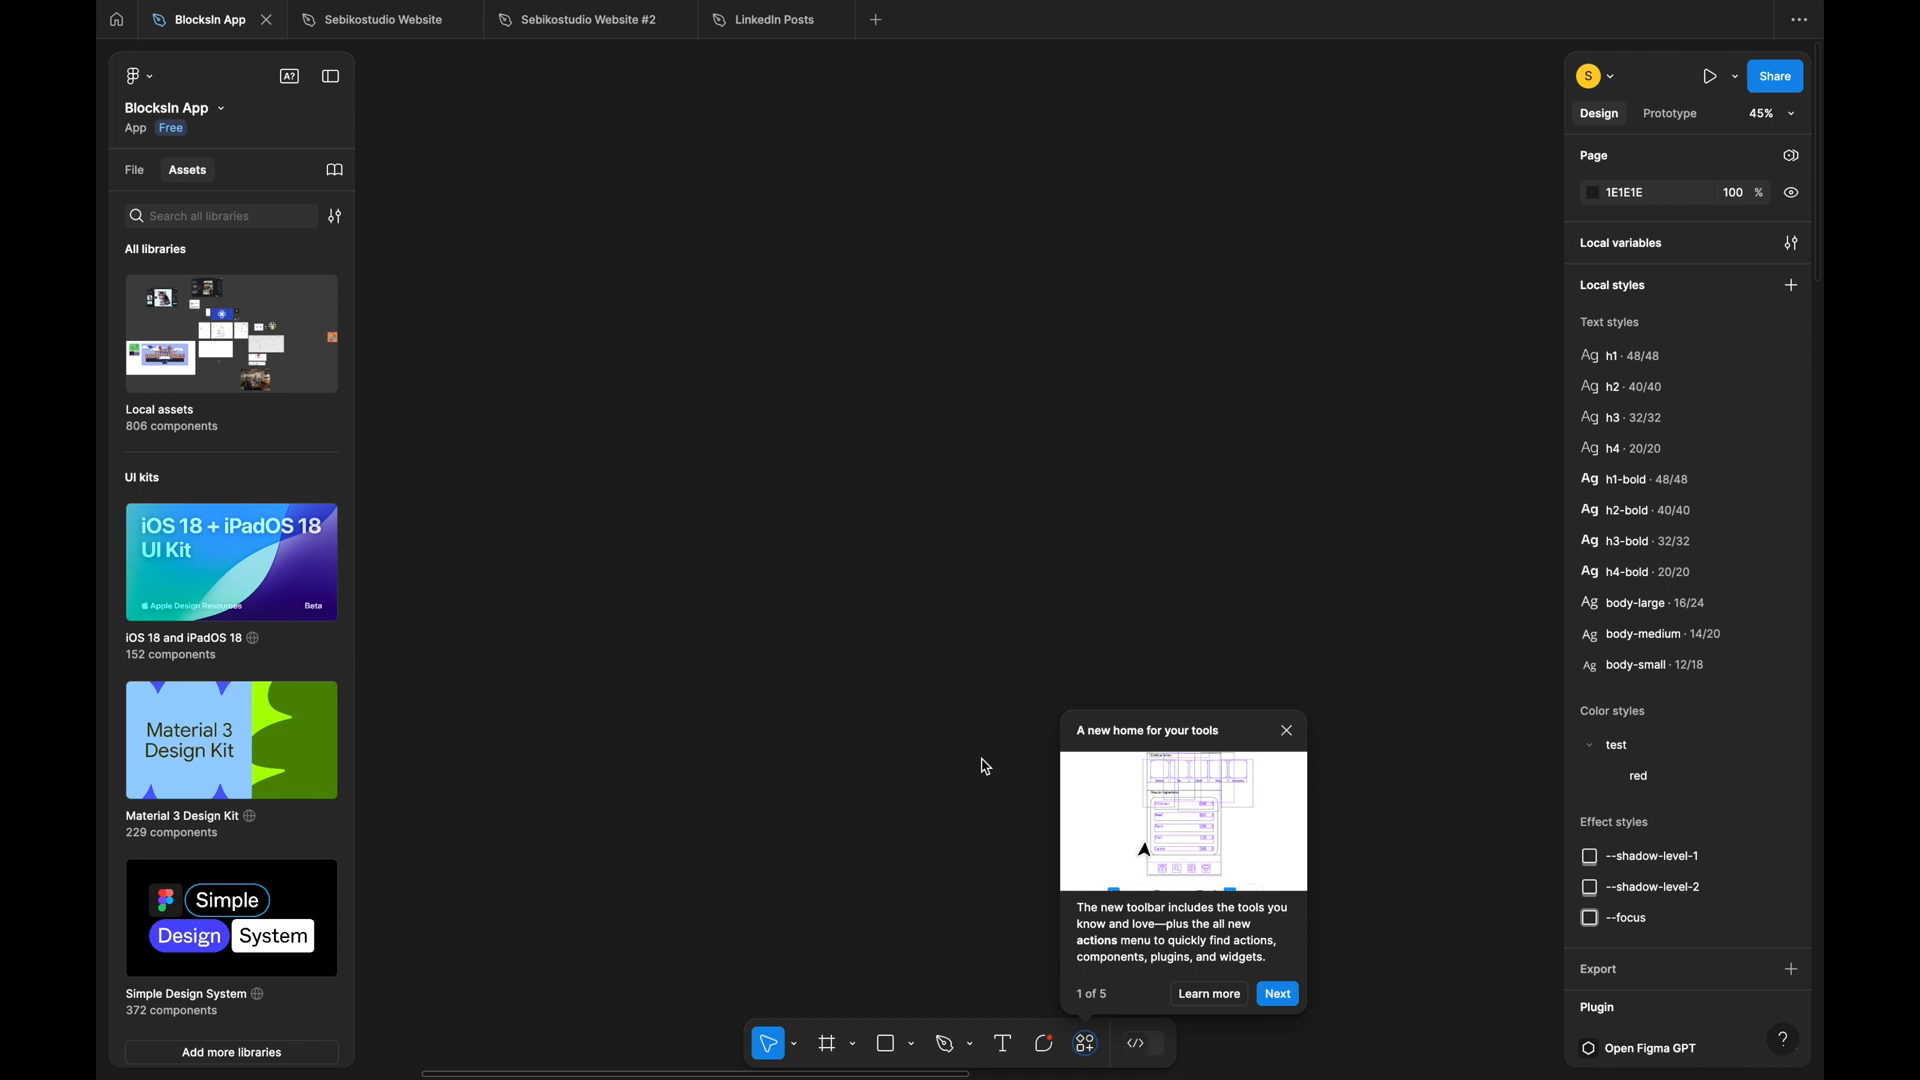 BlocksIn App
Sebikostudio Website
Sebikostudio Website #2
LinkedIn Posts
A?
BlocksIn App
App Free
File Assets
Search all libraries
All libraries
Local assets
806 components
UI kits
iOS 18 + iPadOS 18
UI Kit
Apple Design Resources Beta
iOS 18 and iPadOS 18
152 components
Material 3
Design Kit
Material 3 Design Kit
229 components
Simple
Design System
Simple Design System
372 components
Add more libraries
A new home for your tools
The new toolbar includes the tools you
know and love—plus the all new
actions menu to quickly find actions,
components, plugins, and widgets.
1 of 5 Learn more Next
S
Share
Design Prototype 45%
Page
1E1E1E 100 %
Local variables
Local styles
Text styles
Ag h1 · 48/48
Ag h2 · 40/40
Ag h3 · 32/32
Ag h4 · 20/20
Ag h1-bold · 48/48
Ag h2-bold · 40/40
Ag h3-bold · 32/32
Ag h4-bold · 20/20
Ag body-large · 16/24
Ag body-medium · 14/20
Ag body-small · 12/18
Color styles
test
red
Effect styles
--shadow-level-1
--shadow-level-2
--focus
Export
Plugin
Open Figma GPT
?